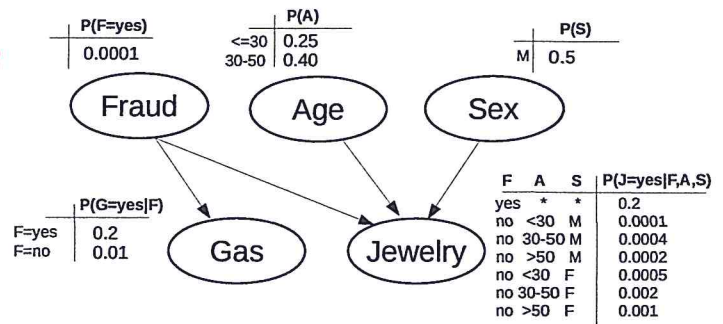 P(F=yes)
0.0001
P(A)
<=30 0.25
30-50 0.40
P(S)
M 0.5
Fraud
Age
Sex
P(G=yes|F)
F=yes 0.2
F=no 0.01
Gas
Jewelry
F A S P(J=yes|F,A,S)
yes * * 0.2
no <30 M 0.0001
no 30-50 M 0.0004
no >50 M 0.0002
no <30 F 0.0005
no 30-50 F 0.002
no >50 F 0.001